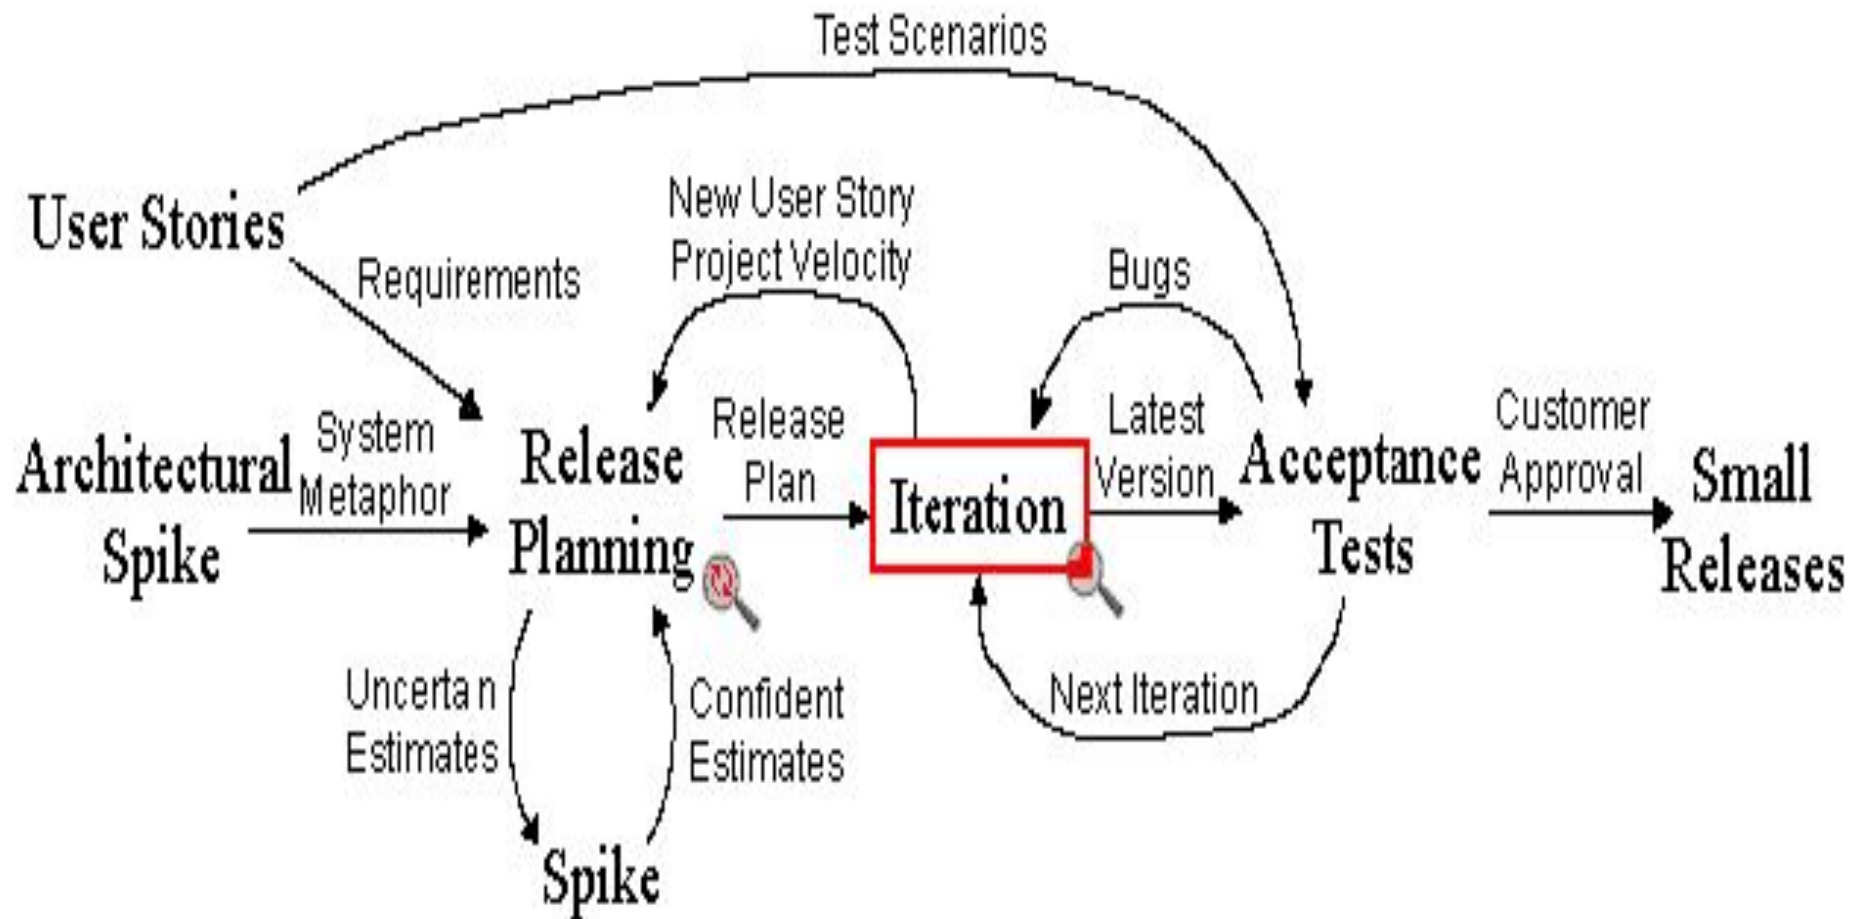 Test Scenarios
User Stories
Requirements
New User Story
Project Velocity
Bugs
Architectural
Spike
System
Metaphor
Release
Planning
Release
Plan
Iteration
Latest
Version
Acceptance
Tests
Customer
Approval
Small
Releases
Uncertan
Estimates
Confident
Estimates
Next Iteration
Spike